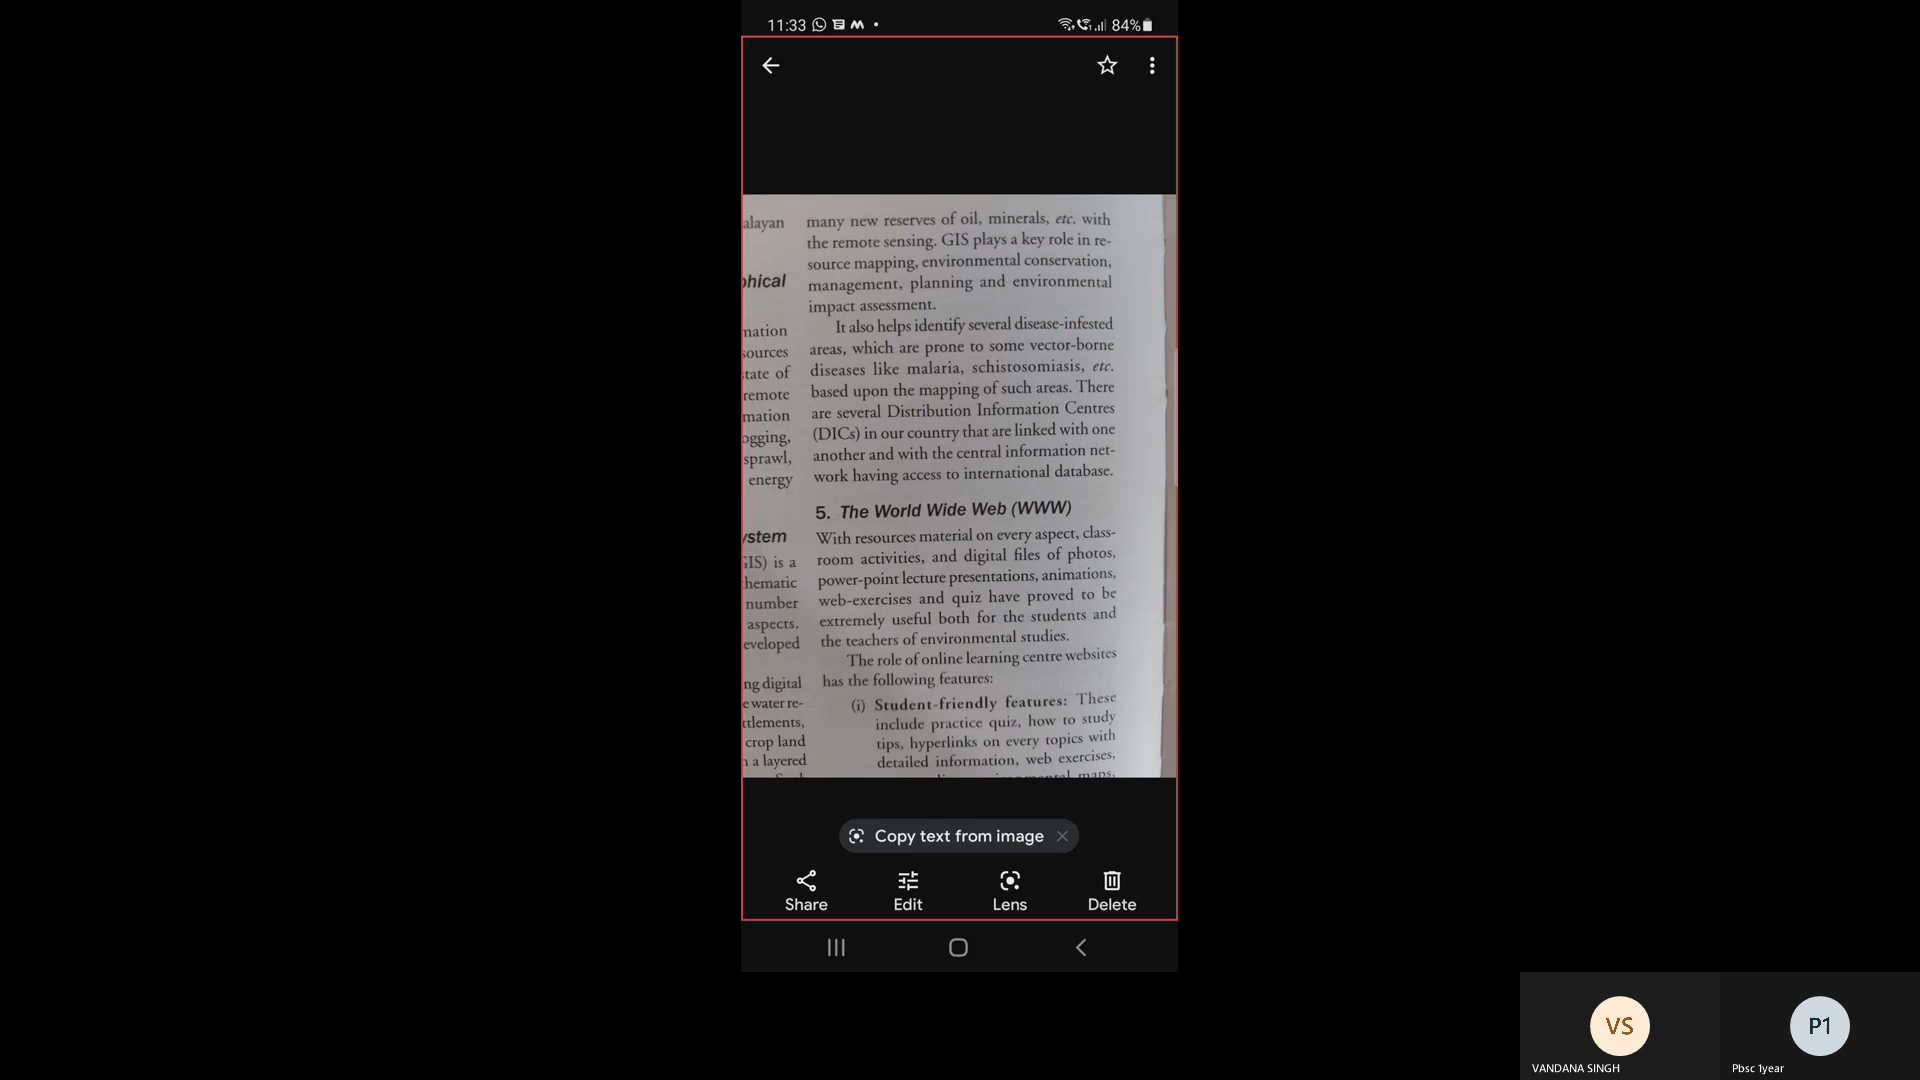 11:33
84%
alayan
phical
mation
sources
state of
remote
mation
ogging,
sprawl,
energy
ystem
GIS) is a
hematic
number
aspects.
eveloped
ng digital
e water re-
ttlements,
crop land
a layered
many new reserves of oil, minerals, etc. with
the remote sensing. GIS plays a key role in re-
source mapping, environmental conservation,
management, planning and environmental
impact assessment.
It also helps identify several disease-infested
areas, which are prone to some vector-borne
diseases like malaria, schistosomiasis, etc.
based upon the mapping of such areas. There
are several Distribution Information Centres
(DICs) in our country that are linked with one
another and with the central information net-
work having access to international database.
5. The World Wide Web (WWW)
With resources material on every aspect, class-
room activities, and digital files of photos,
power-point lecture presentations, animations,
web-exercises and quiz have proved to be
extremely useful both for the students and
the teachers of environmental studies.
The role of online learning centre websites
has the following features:
(i) Student-friendly features: These
include practice quiz, how to study
tips, hyperlinks on every topics with
detailed information, web exercises,
maps,
Copy text from image
Share
Edit
Lens
Delete
VS
P1
VANDANA SINGH
Pbsc 1year